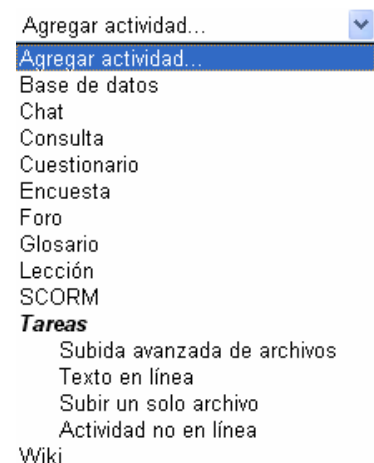 Agregar actividad...
Agregar actividad...
Base de datos
Chat
Consulta
Cuestionario
Encuesta
Foro
Glosario
Lección
SCORM
Tareas
Subida avanzada de archivos
Texto en línea
Subir un solo archivo
Actividad no en línea
Wiki